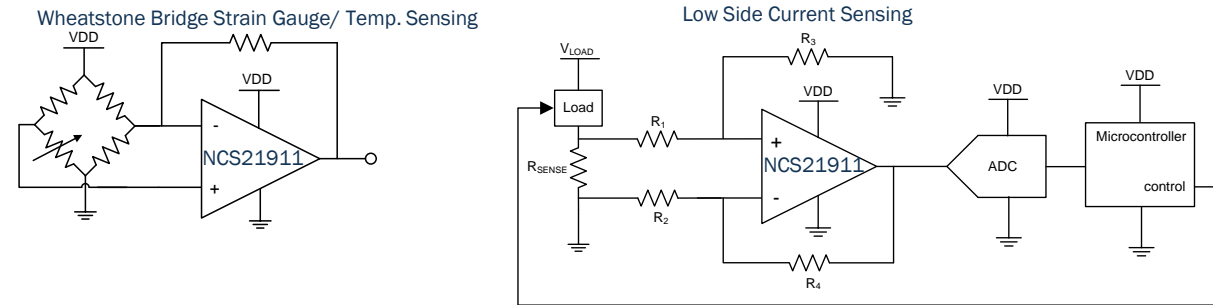 Wheatstone Bridge Strain Gauge/ Temp. Sensing
VDD
VDD
-
NCS21911
+
Low Side Current Sensing
VLOAD
Load
RSENSE
R1
R2
R3
VDD
+
NCS21911
-
R4
VDD
ADC
VDD
Microcontroller
control